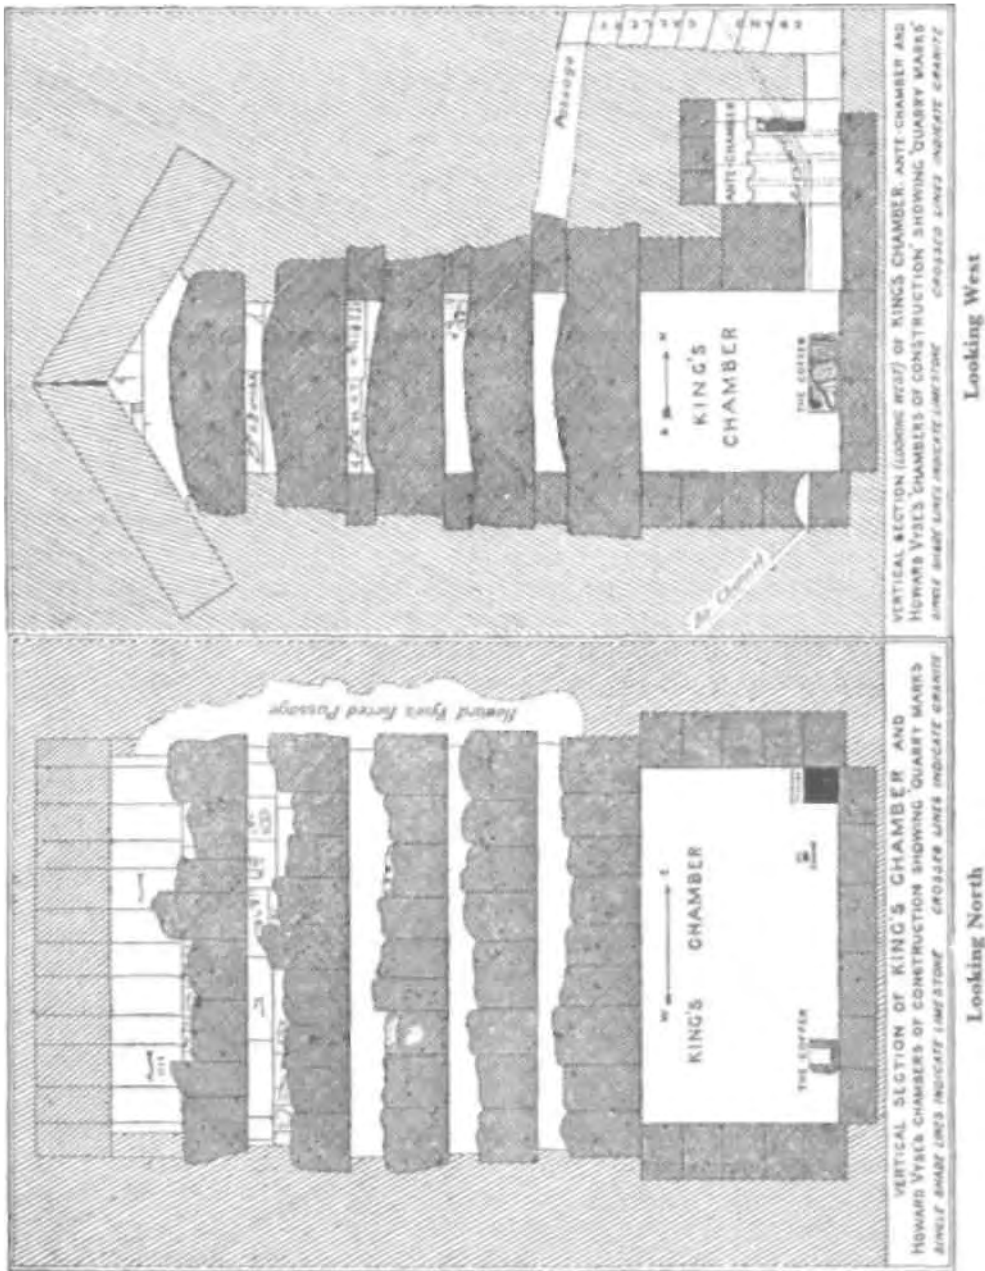 Howard Vyse's Forced Passage
W E
KING'S CHAMBER
THE COFFER
VERTICAL SECTION OF KING'S CHAMBER AND
HOWARD VYSE'S CHAMBERS OF CONSTRUCTION SHOWING QUARRY MARKS
SINGLE SHADE LINES INDICATE LIMESTONE CROSSED LINES INDICATE GRANITE
Looking North
GRAND GALLERY
Passage
ANTE-CHAMBER
KING'S
CHAMBER
THE COFFER
Air Channel
VERTICAL SECTION (LOOKING WEST) OF KINGS CHAMBER, ANTE-CHAMBER AND
HOWARD VYSE'S "CHAMBERS OF CONSTRUCTION" SHOWING "QUARRY MARKS"
SINGLE SHADE LINES INDICATE LIMESTONE CROSSED LINES INDICATE GRANITE
Looking West